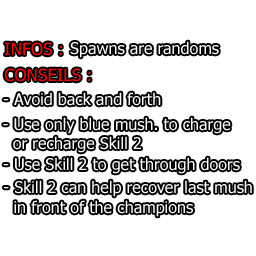 INFOS : Spawns are randoms
CONSEILS :
- Avoid back and forth
- Use only blue mush. to charge
or recharge Skill 2
- Use Skill 2 to get through doors
- Skill 2 can help recover last mush
in front of the champions